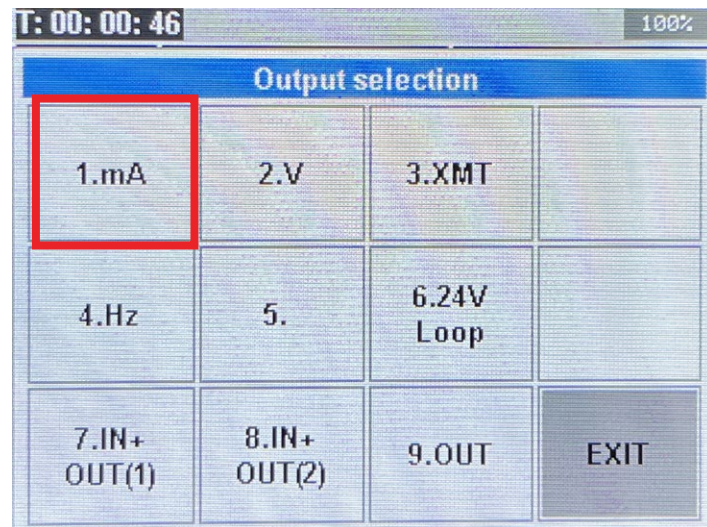 T: 00: 00: 46 100%
Output selection
1.mA 2.V 3.XMT
4.Hz 5. 6.24V
Loop
7.IN+
OUT(1)
8.IN+
OUT(2)
9.OUT EXIT